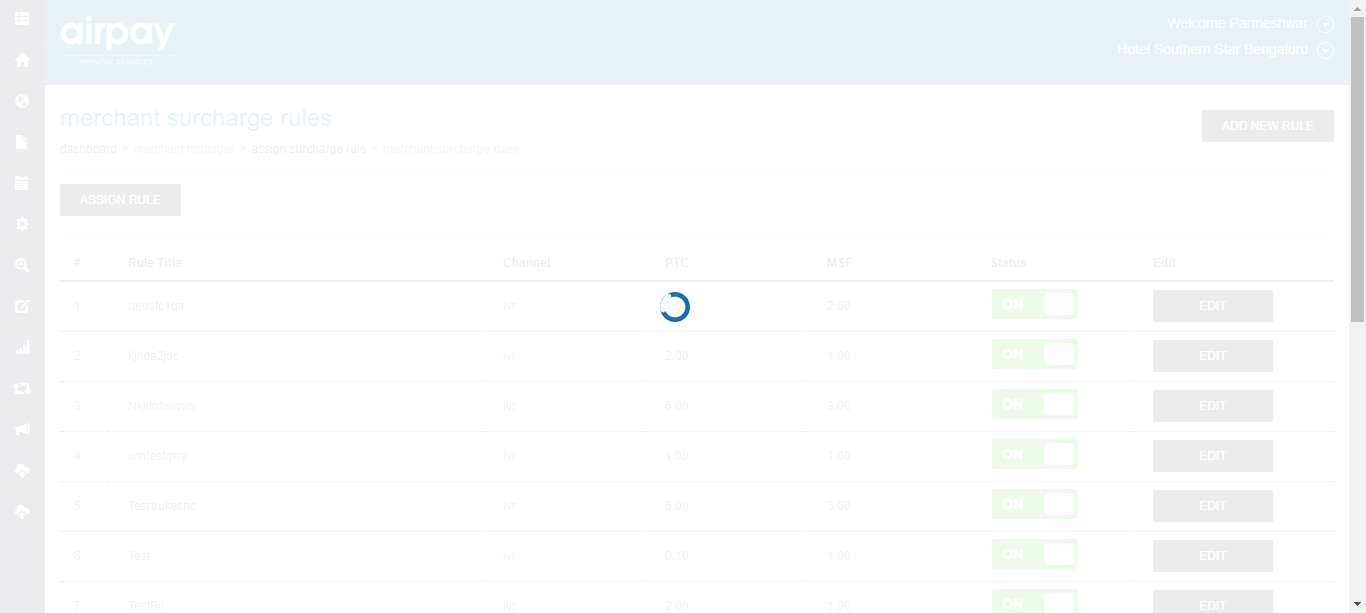 airpay
PAYMENT SERVICES
Welcome Parmeshwar
Hotel Southern Star Bengaluru
merchant surcharge rules
dashboard > merchant manager > assign surcharge rule > merchant surcharge rules
ADD NEW RULE
ASSIGN RULE
# Rule Title Channel PTC MSF Status Edit
1 rfedsfc1qa ivr 2.00 ON EDIT
2 kjhda2jdc ivr 2.00 1.00 ON EDIT
3 Nkjdnfewrws ivr 6.00 3.00 ON EDIT
4 wintestqwa ivr 1.00 1.00 ON EDIT
5 Tesrtrukesnc ivr 6.00 3.00 ON EDIT
6 Test ivr 0.10 1.00 ON EDIT
7 TestBil ivr 2.00 1.00 ON EDIT